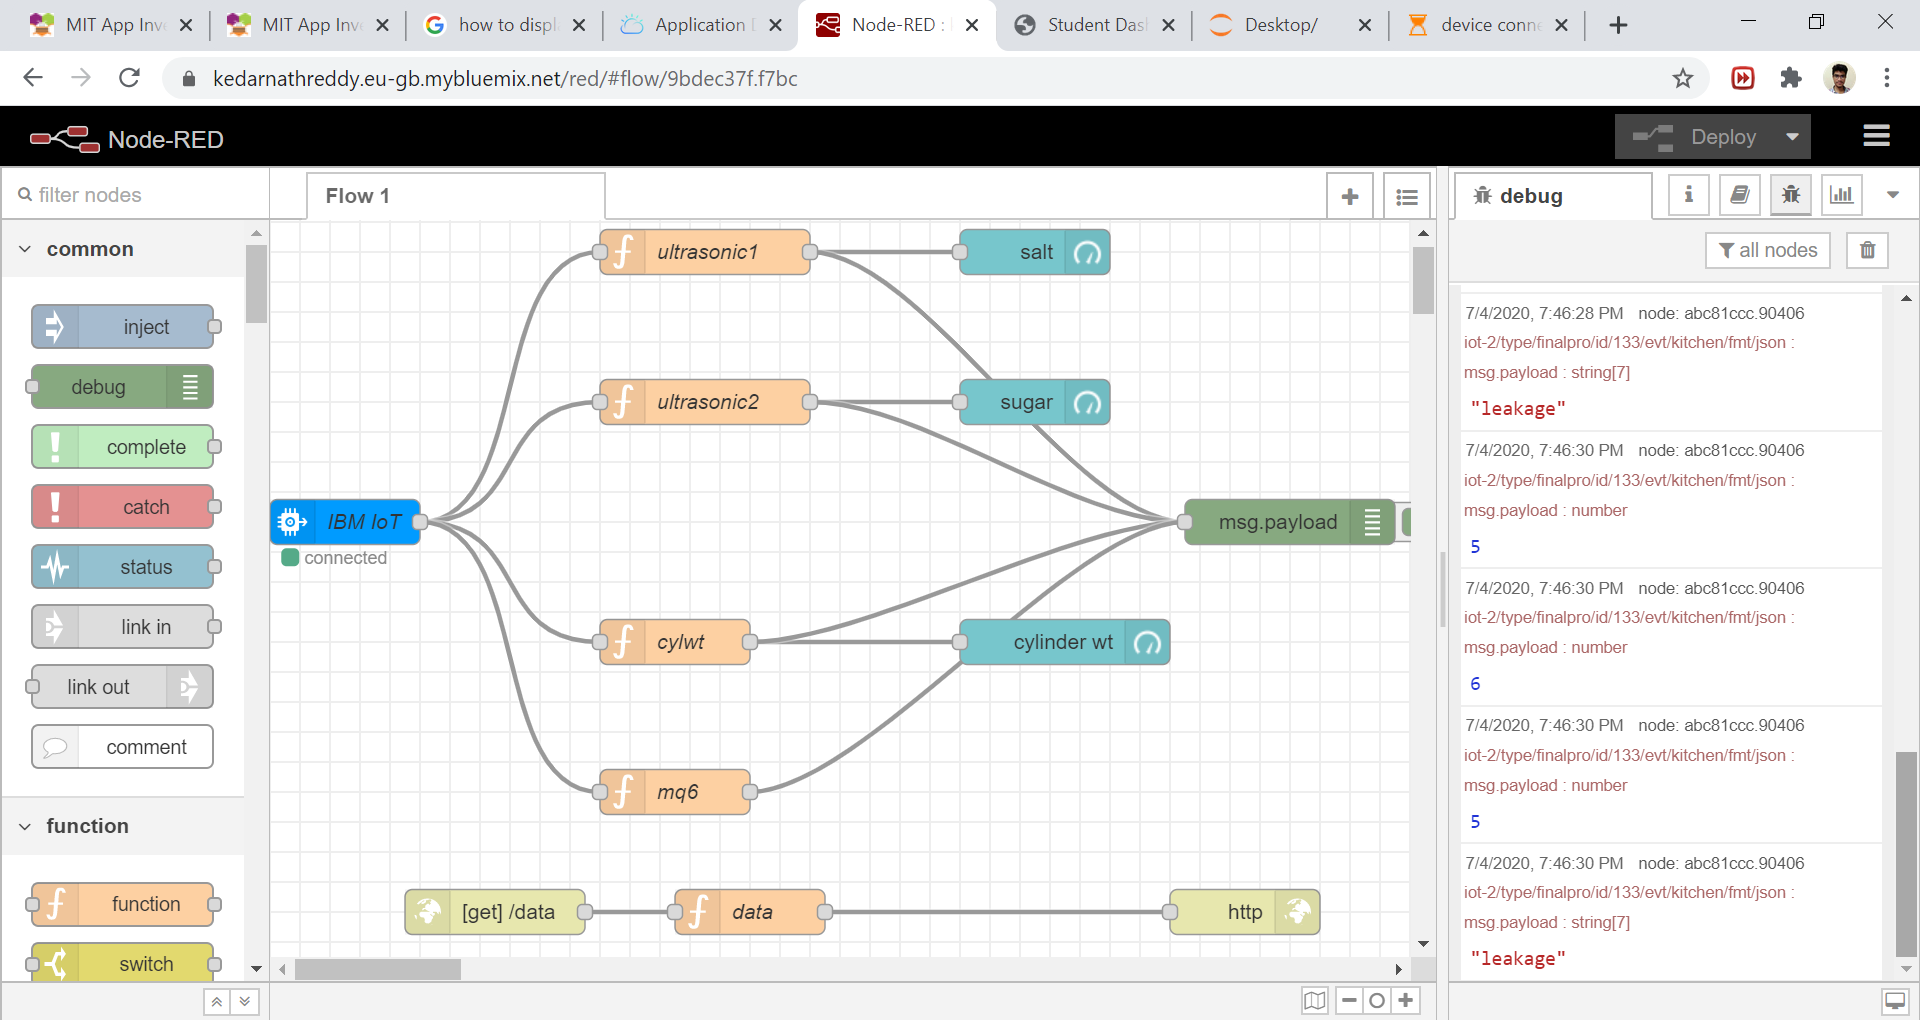 MIT App Inv
MIT App Inv
how to displ
Application D
Node-RED :
Student Das
Desktop/
device conne
kedarnathreddy.eu-gb.mybluemix.net/red/#flow/9bdec37f.f7bc
Node-RED
Deploy
filter nodes
Flow 1
debug
all nodes
common
inject
debug
complete
catch
status
link in
link out
comment
function
function
switch
ultrasonic1
salt
ultrasonic2
sugar
IBM IoT
connected
msg.payload
cylwt
cylinder wt
mq6
[get] /data
data
http
7/4/2020, 7:46:28 PM node: abc81ccc.90406
iot-2/type/finalpro/id/133/evt/kitchen/fmt/json :
msg.payload : string[7]
"leakage"
7/4/2020, 7:46:30 PM node: abc81ccc.90406
iot-2/type/finalpro/id/133/evt/kitchen/fmt/json :
msg.payload : number
5
7/4/2020, 7:46:30 PM node: abc81ccc.90406
iot-2/type/finalpro/id/133/evt/kitchen/fmt/json :
msg.payload : number
6
7/4/2020, 7:46:30 PM node: abc81ccc.90406
iot-2/type/finalpro/id/133/evt/kitchen/fmt/json :
msg.payload : number
5
7/4/2020, 7:46:30 PM node: abc81ccc.90406
iot-2/type/finalpro/id/133/evt/kitchen/fmt/json :
msg.payload : string[7]
"leakage"